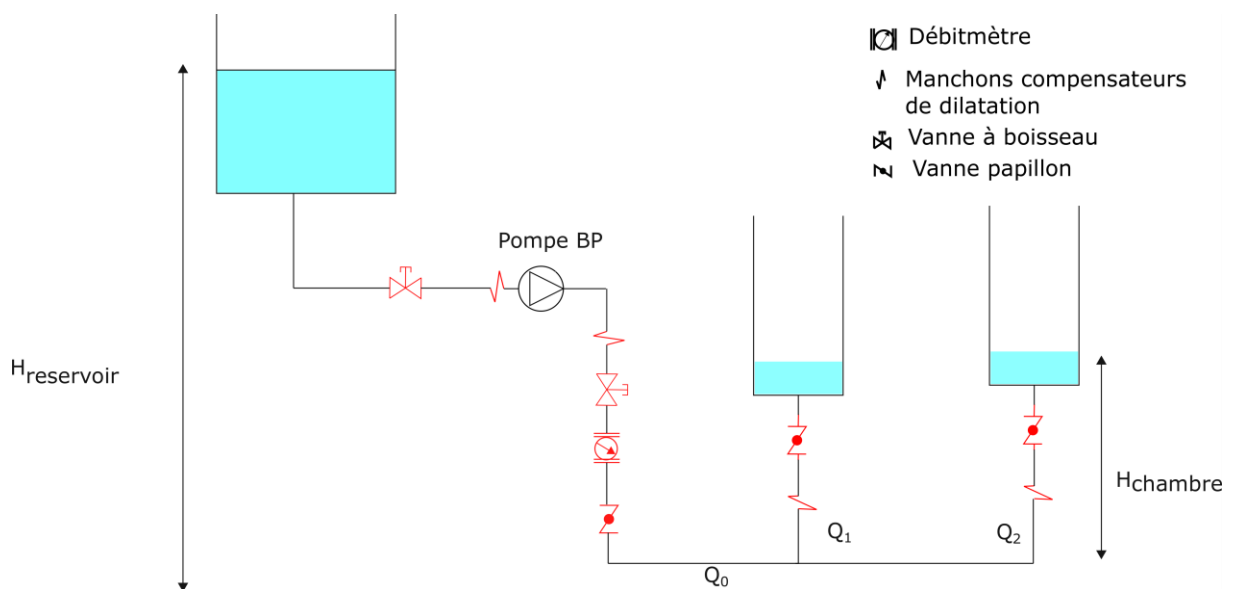 Débitmètre
Manchons compensateurs
de dilatation
Vanne à boisseau
Vanne papillon
Pompe BP
Hreservoir
Hchambre
Q₁
Q₂
Q₀